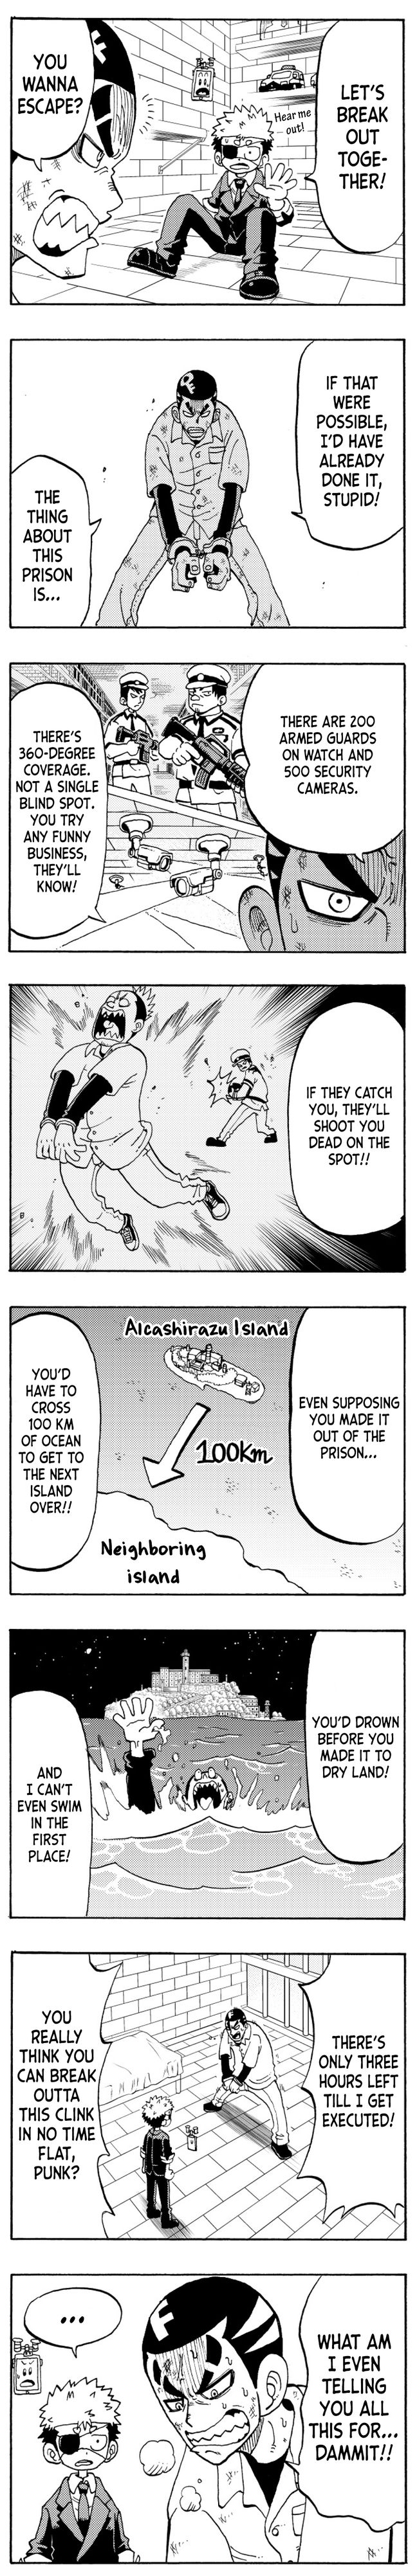 LET'S
BREAK
OUT
TOGE-
THER!
Hear me
out!
YOU
WANNA
ESCAPE?
F
IF THAT
WERE
POSSIBLE,
I'D HAVE
ALREADY
DONE IT,
STUPID!
THE
THING
ABOUT
THIS
PRISON
IS...
THERE ARE 200
ARMED GUARDS
ON WATCH AND
500 SECURITY
CAMERAS.
THERE'S
360-DEGREE
COVERAGE.
NOT A SINGLE
BLIND SPOT.
YOU TRY
ANY FUNNY
BUSINESS,
THEY'LL
KNOW!
IF THEY CATCH
YOU, THEY'LL
SHOOT YOU
DEAD ON THE
SPOT!!
EVEN SUPPOSING
YOU MADE IT
OUT OF THE
PRISON...
Alcashirazu Island
100Km
Neighboring
island
YOU'D
HAVE TO
CROSS
100 KM
OF OCEAN
TO GET TO
THE NEXT
ISLAND
OVER!!
YOU'D DROWN
BEFORE YOU
MADE IT TO
DRY LAND!
AND
I CAN'T
EVEN SWIM
IN THE
FIRST
PLACE!
THERE'S
ONLY THREE
HOURS LEFT
TILL I GET
EXECUTED!
YOU
REALLY
THINK YOU
CAN BREAK
OUTTA
THIS CLINK
IN NO TIME
FLAT,
PUNK?
WHAT AM
I EVEN
TELLING
YOU ALL
THIS FOR...
DAMMIT!!
F
...